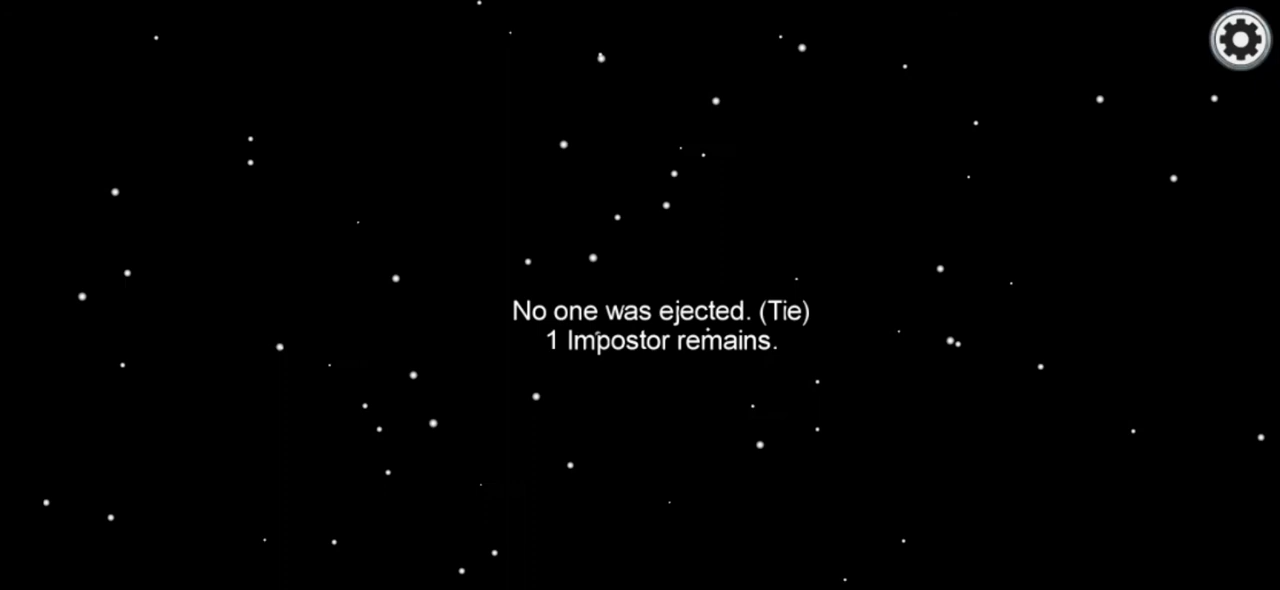 No one was ejected. (Tie)
1 Impostor remains.